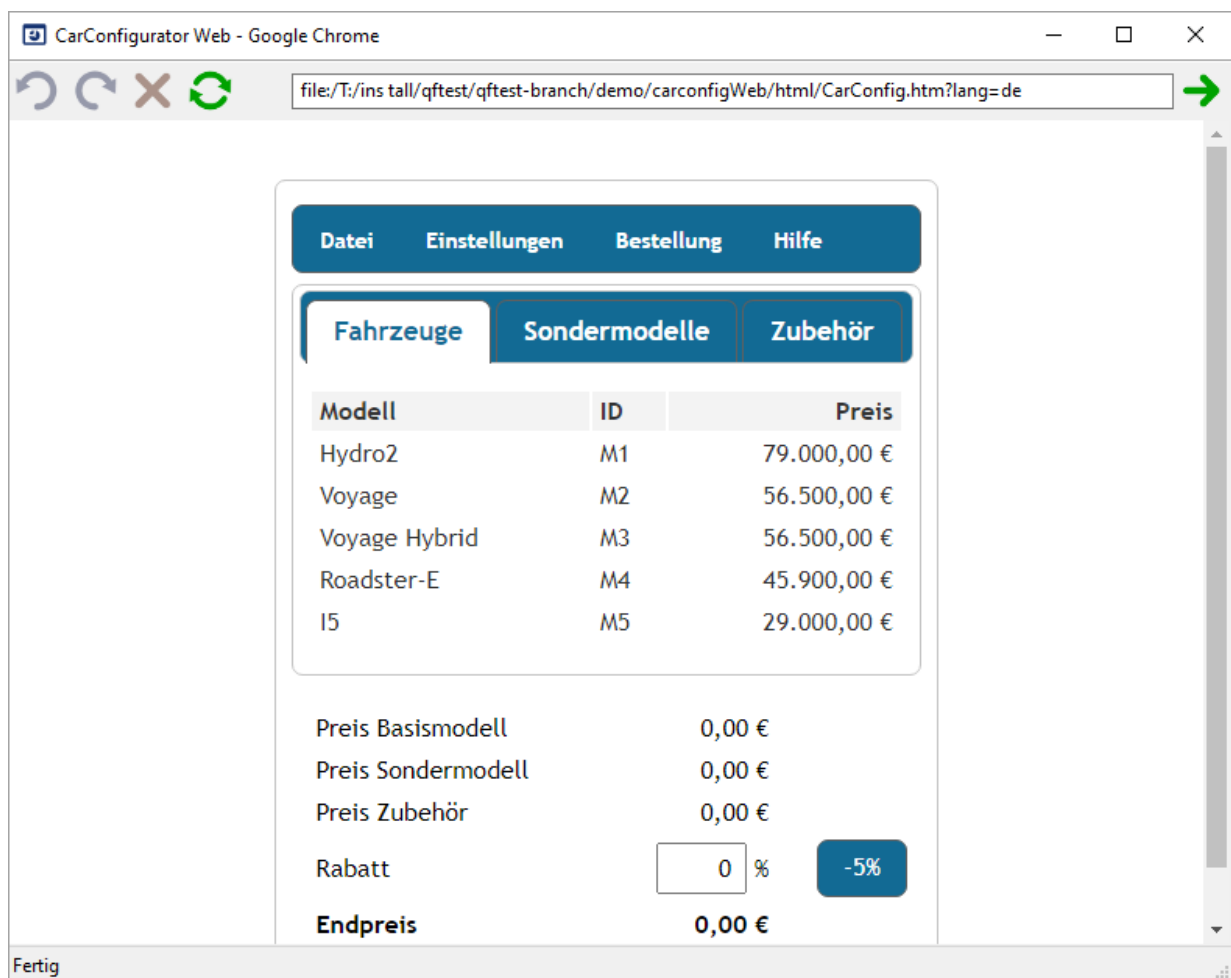 CarConfigurator Web - Google Chrome
file:/T:/ins tall/qftest/qftest-branch/demo/carconfigWeb/html/CarConfig.htm?lang=de
Datei Einstellungen Bestellung Hilfe
Fahrzeuge Sondermodelle Zubehör
Modell ID Preis
Hydro2 M1 79.000,00 €
Voyage M2 56.500,00 €
Voyage Hybrid M3 56.500,00 €
Roadster-E M4 45.900,00 €
I5 M5 29.000,00 €
Preis Basismodell 0,00 €
Preis Sondermodell 0,00 €
Preis Zubehör 0,00 €
Rabatt 0 % -5%
Endpreis 0,00 €
Fertig